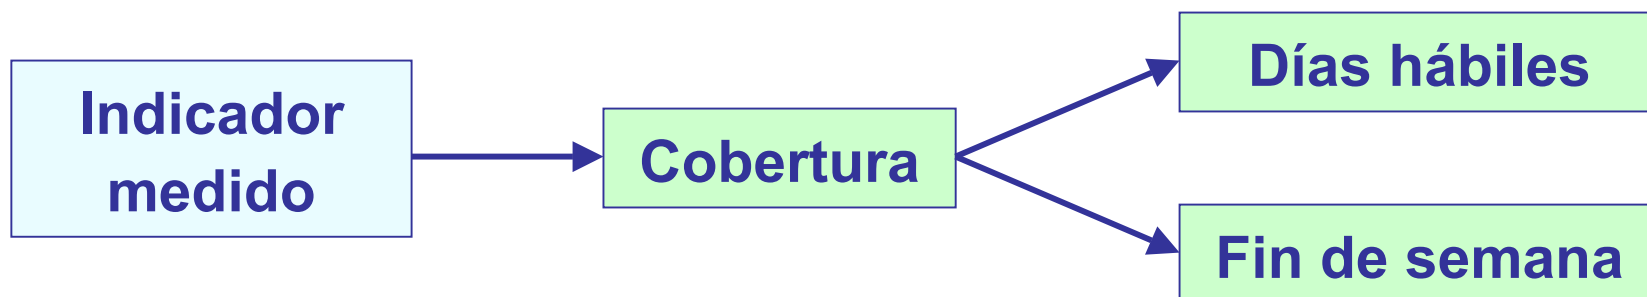 Indicador
medido
Cobertura
Días hábiles
Fin de semana